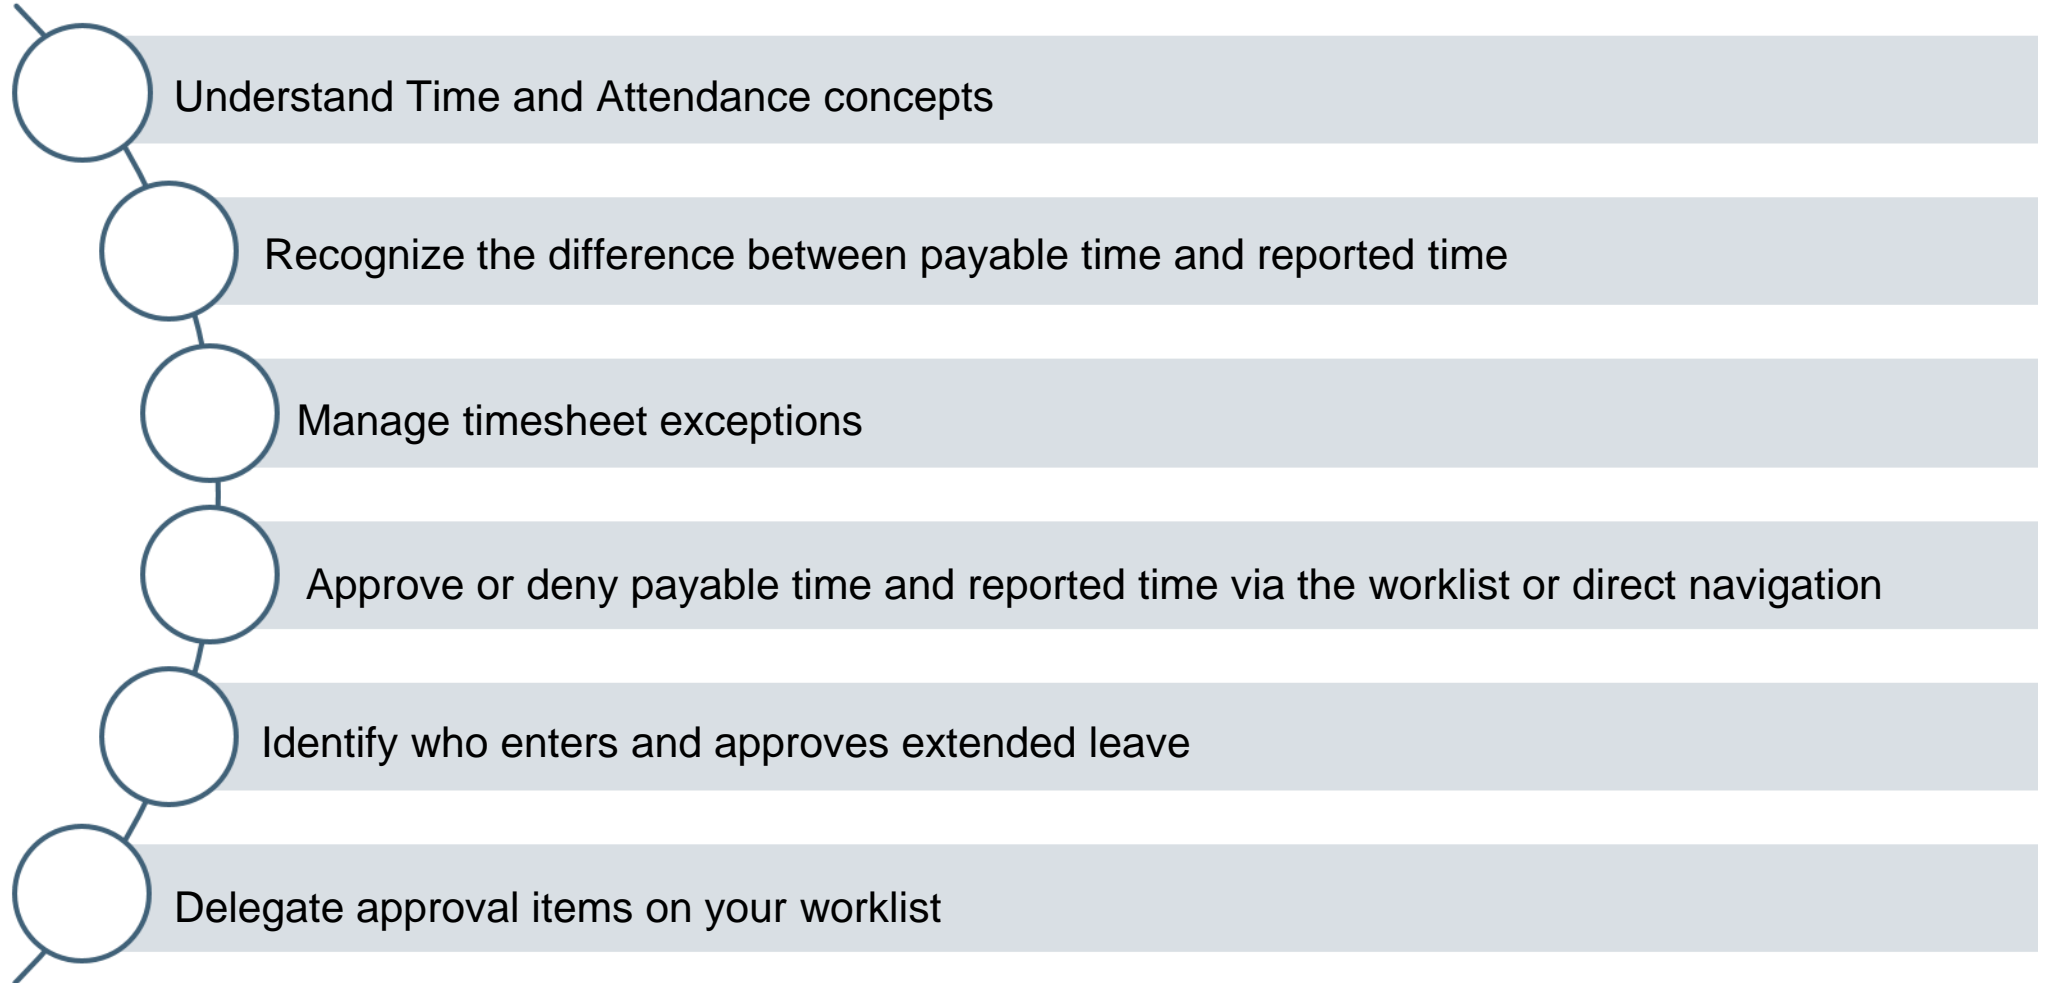 Understand Time and Attendance concepts
Recognize the difference between payable time and reported time
Manage timesheet exceptions
Approve or deny payable time and reported time via the worklist or direct navigation
Identify who enters and approves extended leave
Delegate approval items on your worklist